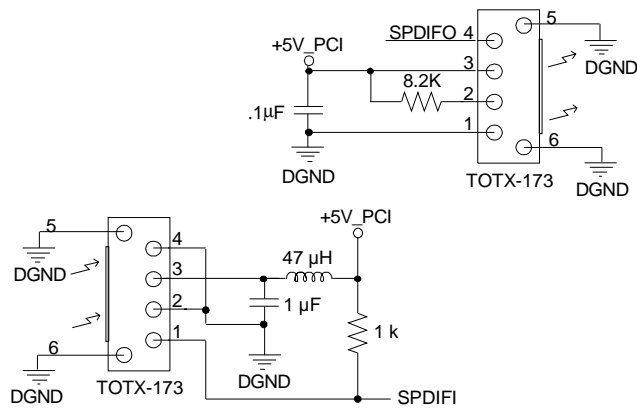 5
SPDIFO 4
DGND
+5V_PCI
3
8.2K
2
.1µF
1
6
DGND
TOTX-173
DGND
+5V_PCI
5
4
47 µH
DGND
3
2
1 µF
1 k
1
6
DGND
TOTX-173
DGND
SPDIFI